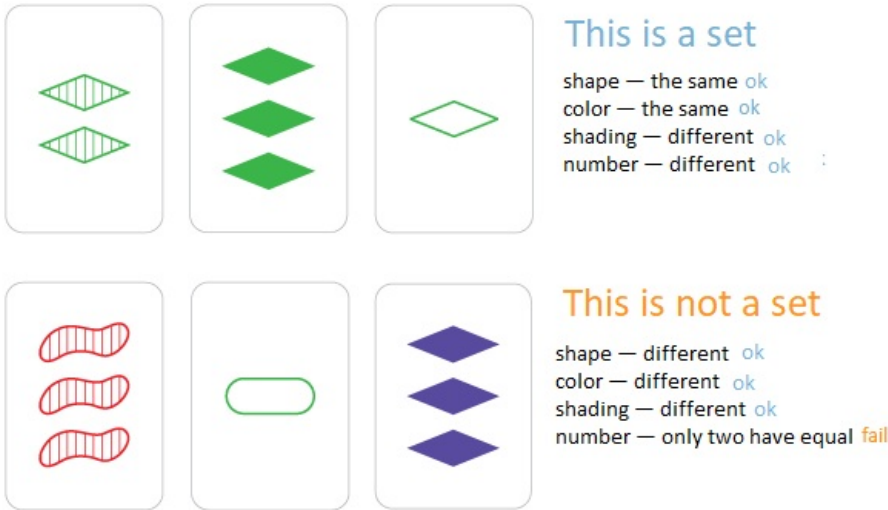 This is a set
shape — the same ok
color — the same ok
shading — different ok
number — different ok :
This is not a set
shape — different ok
color — different ok
shading — different ok
number — only two have equal fail